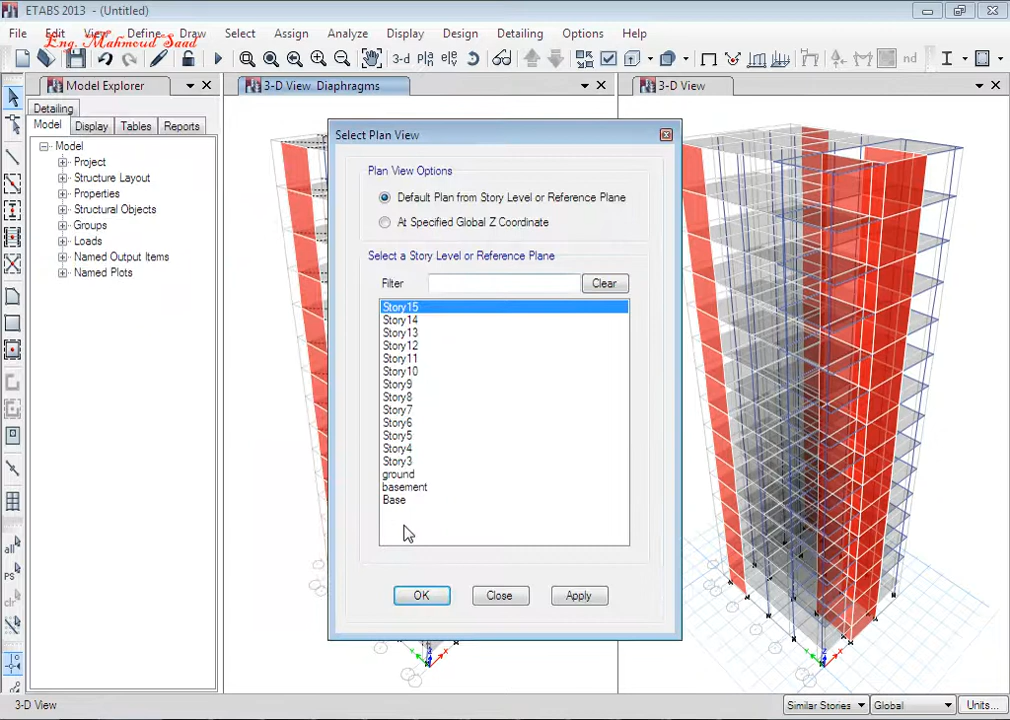 ETABS 2013 - (Untitled)
File Edit View Define Draw Select Assign Analyze Display Design Detailing Options Help
Eng. Mahmoud Saad
3-d
nd
Model Explorer
3-D View Diaphragms
3-D View
Detailing
Model Display Tables Reports
Model
Project
Structure Layout
Properties
Structural Objects
Groups
Loads
Named Output Items
Named Plots
all
PS
clr
Select Plan View
Plan View Options
Default Plan from Story Level or Reference Plane
At Specified Global Z Coordinate
Select a Story Level or Reference Plane
Filter
Clear
Story15
Story14
Story13
Story12
Story11
Story10
Story9
Story8
Story7
Story6
Story5
Story4
Story3
ground
basement
Base
OK Close Apply
3-D View
Similar Stories Global Units...